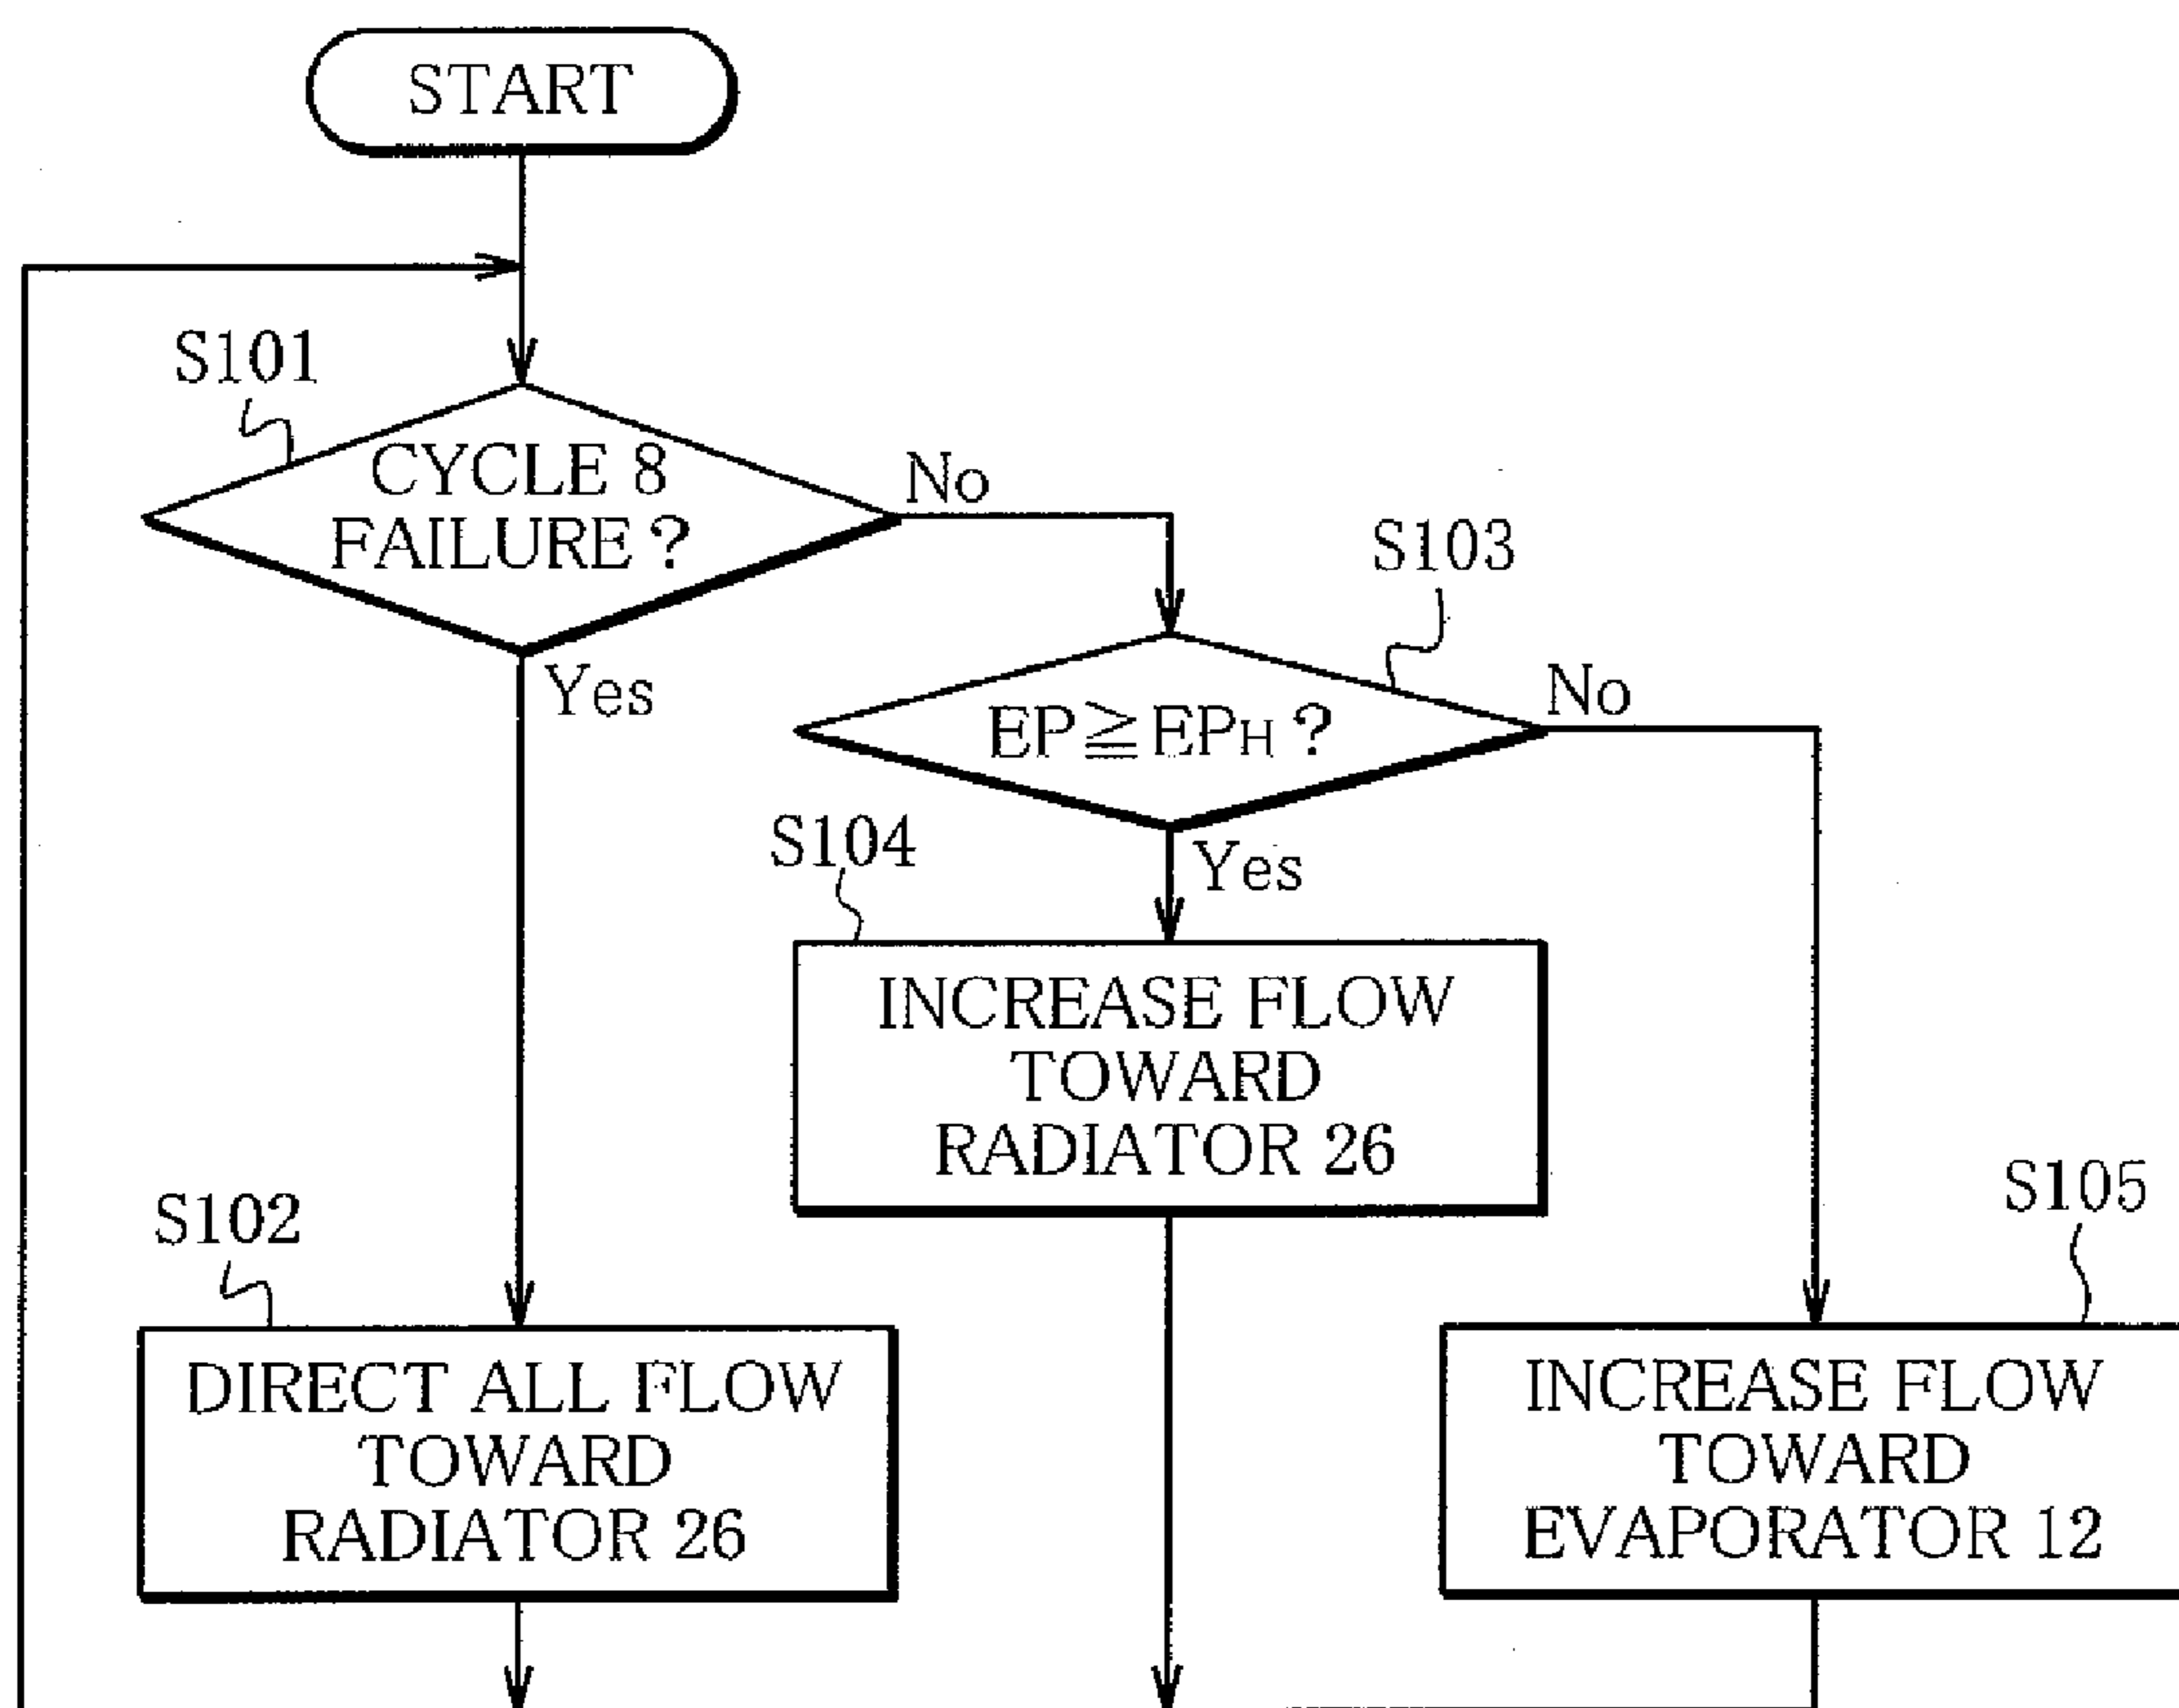 START
S101
CYCLE 8
FAILURE ?
No
Yes
S103
EP≧EPH ?
No
Yes
S104
INCREASE FLOW
TOWARD
RADIATOR 26
S102
DIRECT ALL FLOW
TOWARD
RADIATOR 26
S105
INCREASE FLOW
TOWARD
EVAPORATOR 12